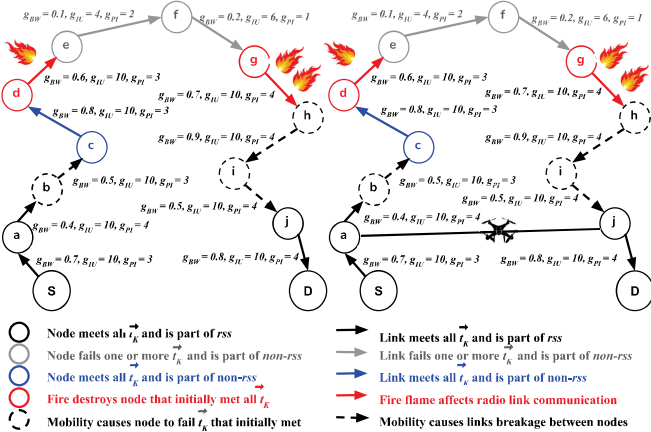 g_BW = 0.1, g_IU = 4, g_PI = 2
f
g_BW = 0.2, g_IU = 6, g_PI = 1
e
g
d
g_BW = 0.6, g_IU = 10, g_PI = 3
g_BW = 0.7, g_IU = 10, g_PI = 4
g_BW = 0.8, g_IU = 10, g_PI = 3
h
c
g_BW = 0.9, g_IU = 10, g_PI = 4
b
g_BW = 0.5, g_IU = 10, g_PI = 3
i
g_BW = 0.5, g_IU = 10, g_PI = 4
a
g_BW = 0.4, g_IU = 10, g_PI = 4
j
g_BW = 0.7, g_IU = 10, g_PI = 3
g_BW = 0.8, g_IU = 10, g_PI = 4
S
D
g_BW = 0.1, g_IU = 4, g_PI = 2
f
g_BW = 0.2, g_IU = 6, g_PI = 1
e
g
d
g_BW = 0.6, g_IU = 10, g_PI = 3
g_BW = 0.7, g_IU = 10, g_PI = 4
g_BW = 0.8, g_IU = 10, g_PI = 3
h
c
g_BW = 0.9, g_IU = 10, g_PI = 4
b
g_BW = 0.5, g_IU = 10, g_PI = 3
i
g_BW = 0.5, g_IU = 10, g_PI = 4
a
g_BW = 0.4, g_IU = 10, g_PI = 4
j
g_BW = 0.7, g_IU = 10, g_PI = 3
g_BW = 0.8, g_IU = 10, g_PI = 4
S
D
Node meets all t⃗_K and is part of rss
Node fails one or more t⃗_K and is part of non-rss
Node meets all t⃗_K and is part of non-rss
Fire destroys node that initially met all t⃗_K
Mobility causes node to fail t⃗_K that initially met
Link meets all t⃗_K and is part of rss
Link fails one or more t⃗_K and is part of non-rss
Link meets all t⃗_K and is part of non-rss
Fire flame affects radio link communication
Mobility causes links breakage between nodes